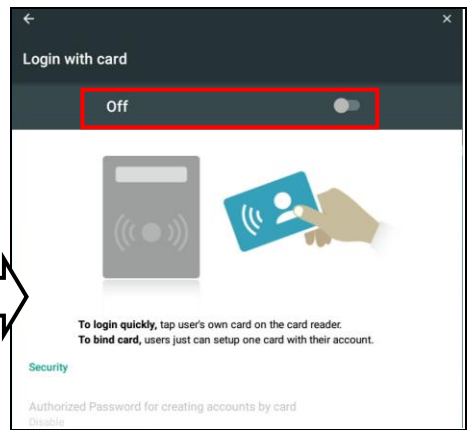 Login with card
Off
To login quickly, tap user's own card on the card reader.
To bind card, users just can setup one card with their account.
Security
Authorized Password for creating accounts by card
Disable